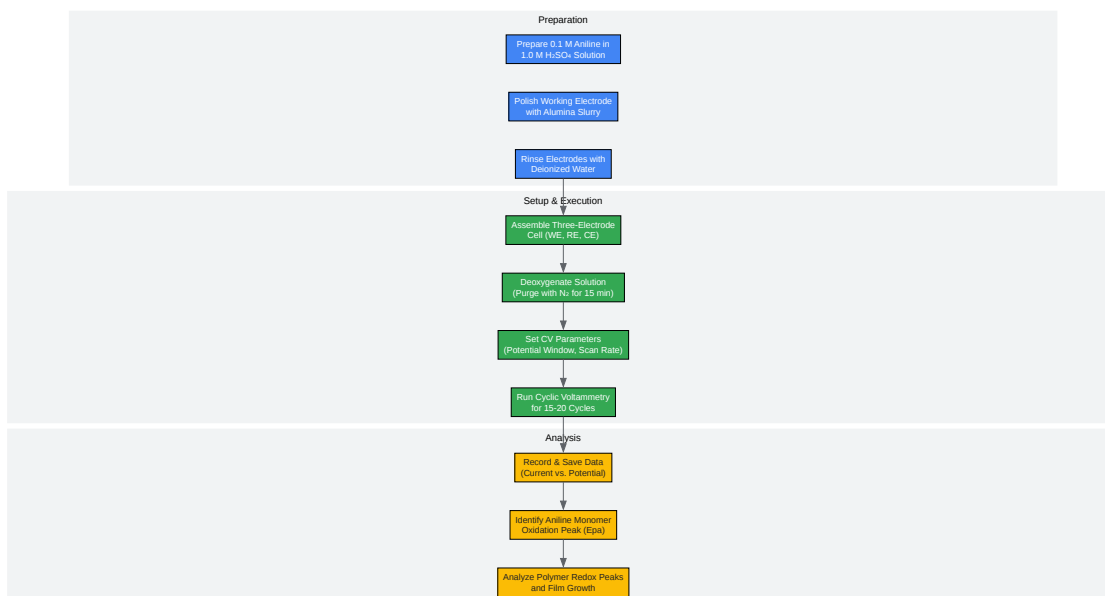 Preparation
Prepare 0.1 M Aniline in
1.0 M H₂SO₄ Solution
Polish Working Electrode
with Alumina Slurry
Rinse Electrodes with
Deionized Water
Setup & Execution
Assemble Three-Electrode
Cell (WE, RE, CE)
Deoxygenate Solution
(Purge with N₂ for 15 min)
Set CV Parameters
(Potential Window, Scan Rate)
Run Cyclic Voltammetry
for 15-20 Cycles
Analysis
Record & Save Data
(Current vs. Potential)
Identify Aniline Monomer
Oxidation Peak (Epa)
Analyze Polymer Redox Peaks
and Film Growth